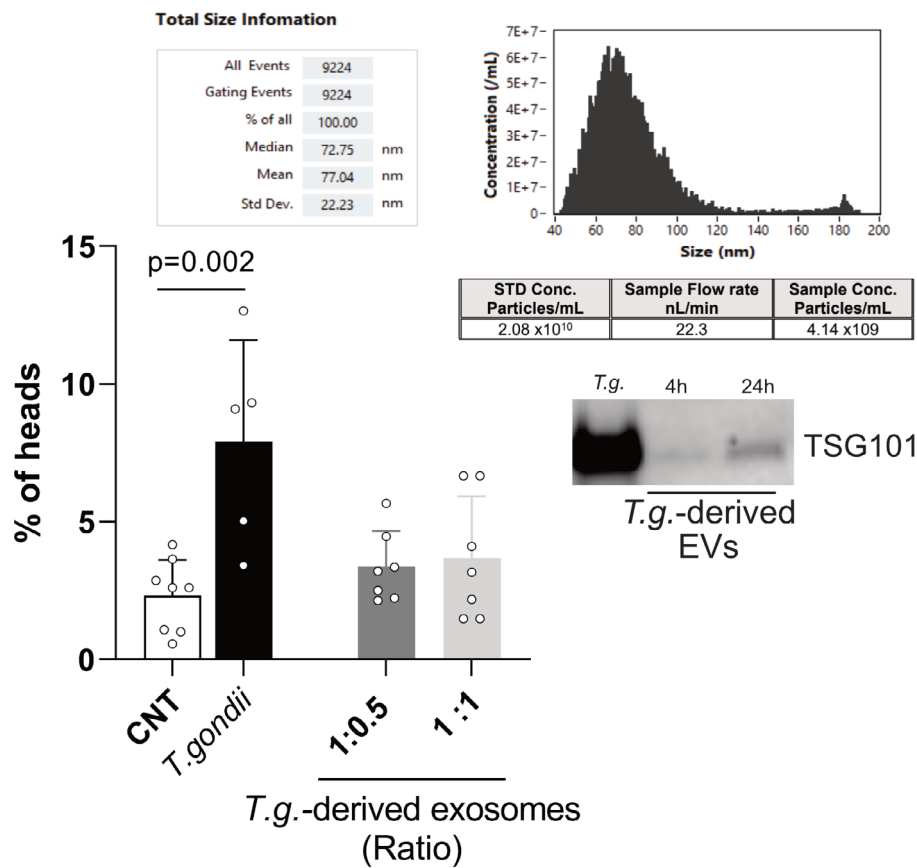 Total Size Infomation
All Events 9224
Gating Events 9224
% of all 100.00
Median 72.75 nm
Mean 77.04 nm
Std Dev. 22.23 nm
Concentration (/mL)
7E+7
6E+7
5E+7
4E+7
3E+7
2E+7
1E+7
0
40 60 80 100 120 140 160 180 200
Size (nm)
STD Conc. Particles/mL
Sample Flow rate nL/min
Sample Conc. Particles/mL
2.08 x10¹⁰ 22.3 4.14 x109
% of heads
15
10
5
0
p=0.002
CNT
T.gondii
1:0.5
1:1
T.g.-derived exosomes
(Ratio)
T.g. 4h 24h
TSG101
T.g.-derived
EVs